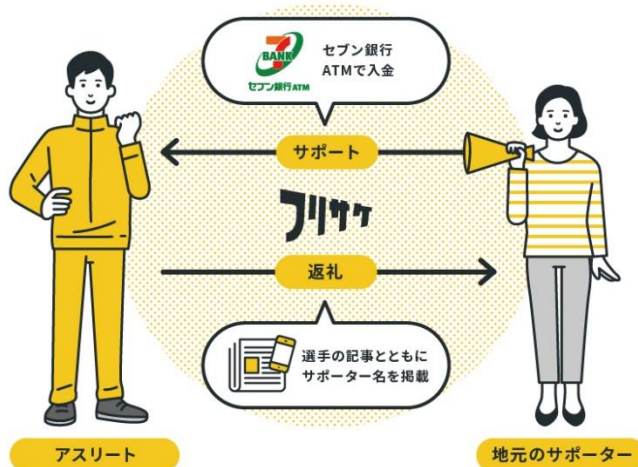 7
BANK
セブン銀行ATM
セブン銀行
ATMで入金
サポート
フリサケ
返礼
選手の記事とともに
サポーター名を掲載
アスリート
地元のサポーター